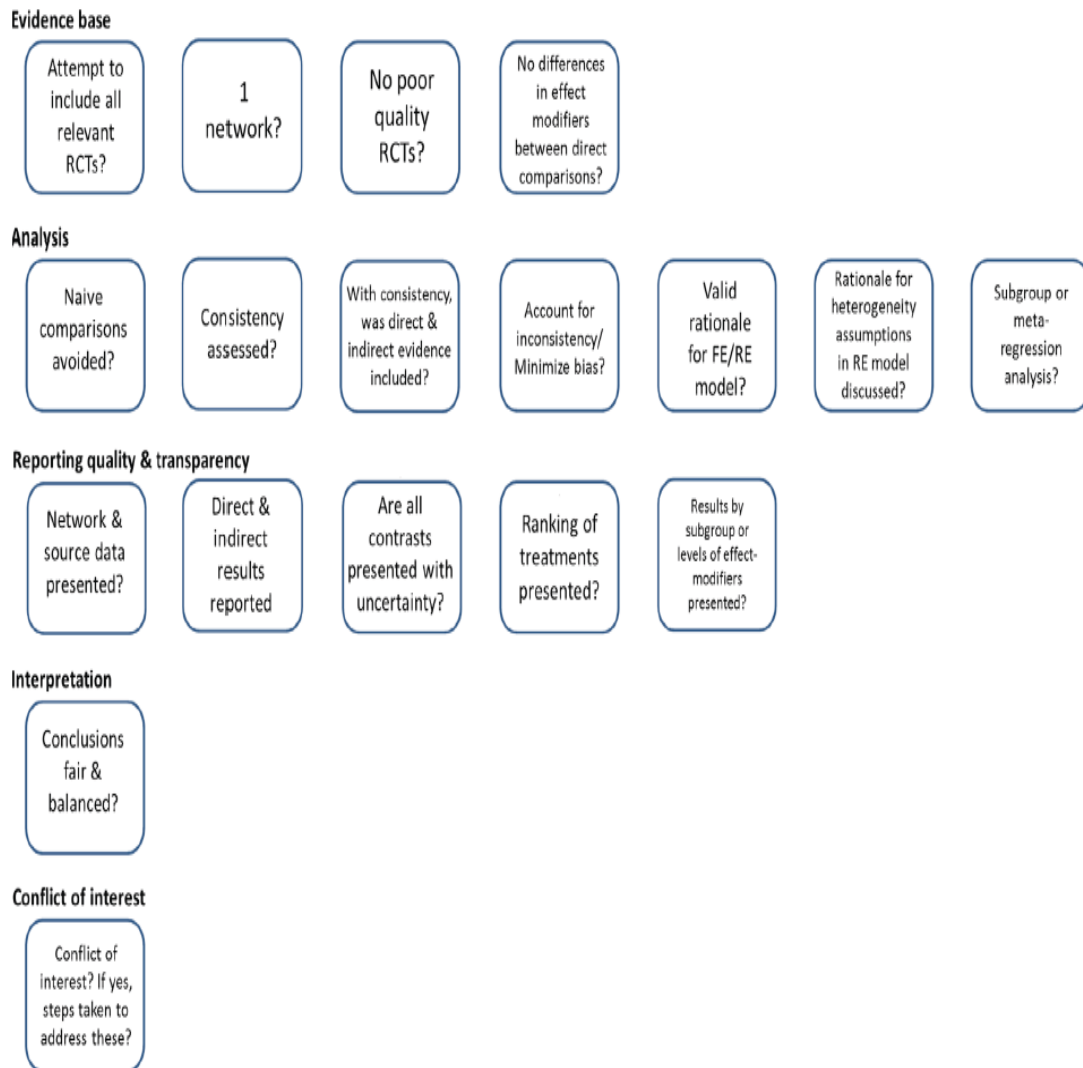 Evidence base
Attempt to
include all
relevant
RCTs?
1
network?
No poor
quality
RCTs?
No differences
in effect
modifiers
between direct
comparisons?
Analysis
Naive
comparisons
avoided?
Consistency
assessed?
With consistency,
was direct &
indirect evidence
included?
Account for
inconsistency/
Minimize bias?
Valid
rationale
for FE/RE
model?
Rationale for
heterogeneity
assumptions
in RE model
discussed?
Subgroup or
meta-
regression
analysis?
Reporting quality & transparency
Network &
source data
presented?
Direct &
indirect
results
reported
Are all
contrasts
presented with
uncertainty?
Ranking of
treatments
presented?
Results by
subgroup or
levels of effect-
modifiers
presented?
Interpretation
Conclusions
fair &
balanced?
Conflict of interest
Conflict of
interest? If yes,
steps taken to
address these?